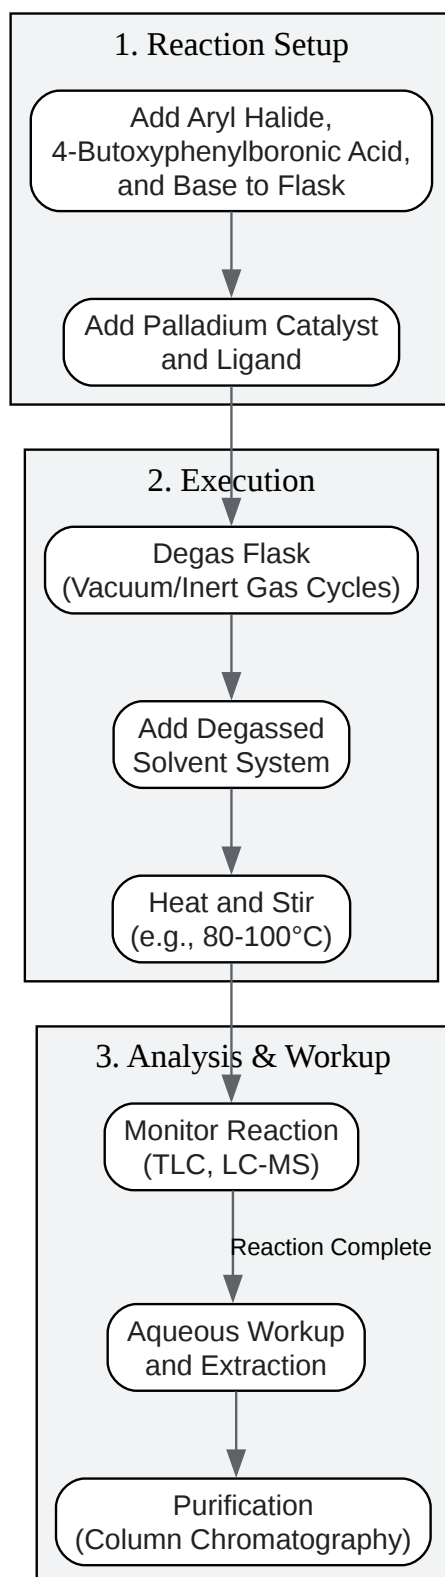 1. Reaction Setup
Add Aryl Halide,
4-Butoxyphenylboronic Acid,
and Base to Flask
Add Palladium Catalyst
and Ligand
2. Execution
Degas Flask
(Vacuum/Inert Gas Cycles)
Add Degassed
Solvent System
Heat and Stir
(e.g., 80-100°C)
3. Analysis & Workup
Monitor Reaction
(TLC, LC-MS)
Reaction Complete
Aqueous Workup
and Extraction
Purification
(Column Chromatography)